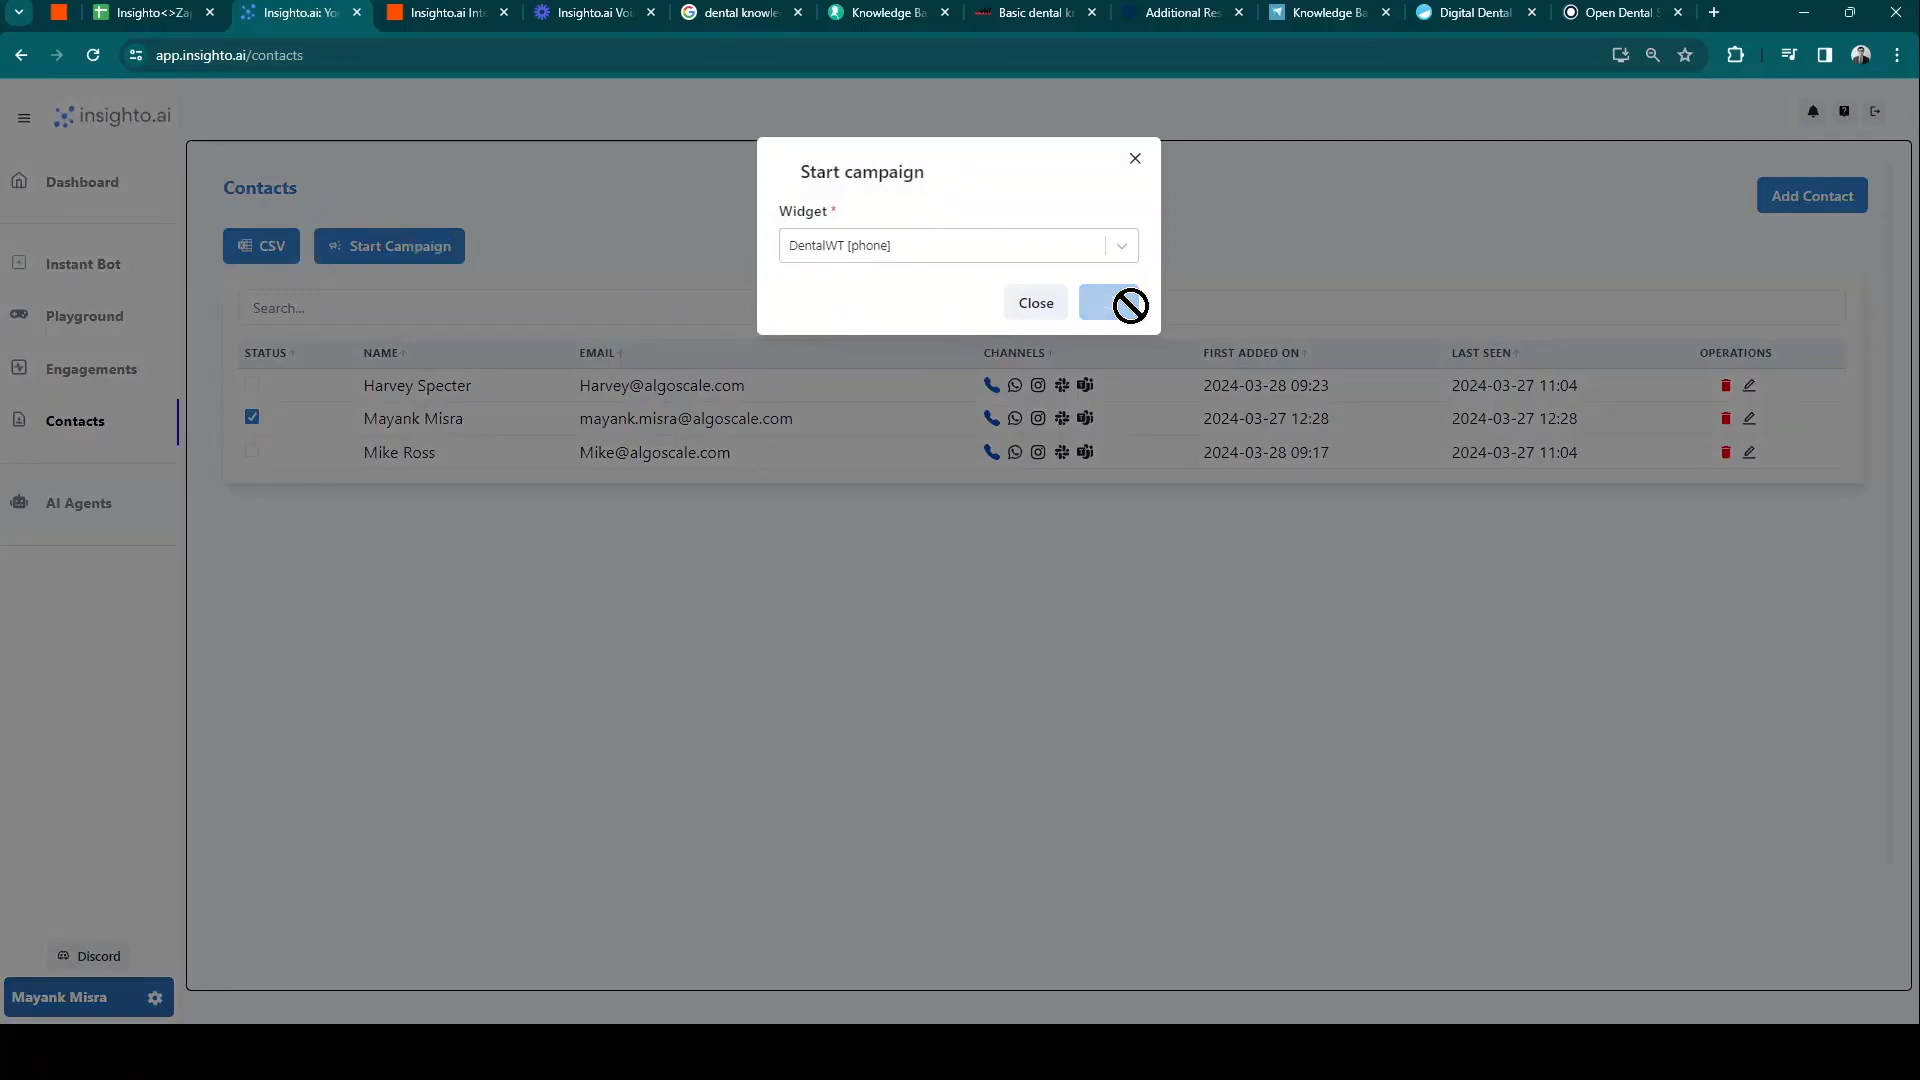 Insighto<>Zap
Insighto.ai: Yo
Insighto.ai Inte
Insighto.ai Voi
dental knowle
Knowledge Ba
Basic dental k
Additional Res
Knowledge Ba
Digital Dental
Open Dental S
app.insighto.ai/contacts
insighto.ai
Dashboard
Instant Bot
Playground
Engagements
Contacts
AI Agents
Discord
Mayank Misra
Contacts
Add Contact
CSV
Start Campaign
Search...
Start campaign
Widget *
DentalWT [phone]
Close
STATUS NAME EMAIL CHANNELS FIRST ADDED ON LAST SEEN OPERATIONS
Harvey Specter Harvey@algoscale.com 2024-03-28 09:23 2024-03-27 11:04
Mayank Misra mayank.misra@algoscale.com 2024-03-27 12:28 2024-03-27 12:28
Mike Ross Mike@algoscale.com 2024-03-28 09:17 2024-03-27 11:04